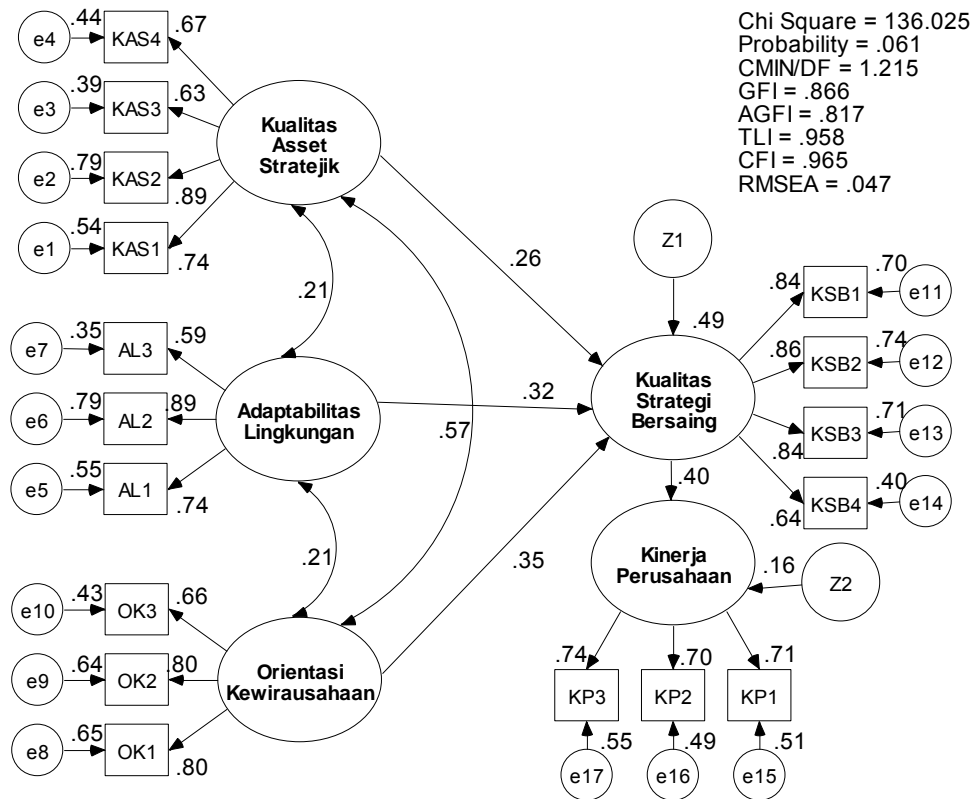 Chi Square = 136.025
Probability = .061
CMIN/DF = 1.215
GFI = .866
AGFI = .817
TLI = .958
CFI = .965
RMSEA = .047
e4
.44
KAS4
.67
e3
.39
KAS3
.63
e2
.79
KAS2
.89
e1
.54
KAS1
.74
Kualitas
Asset
Stratejik
.21
.26
.57
e7
.35
AL3
.59
e6
.79
AL2
.89
e5
.55
AL1
.74
Adaptabilitas
Lingkungan
.32
.21
.35
e10
.43
OK3
.66
e9
.64
OK2
.80
e8
.65
OK1
.80
Orientasi
Kewirausahaan
Z1
.49
Kualitas
Strategi
Bersaing
.84
KSB1
.70
e11
.86
KSB2
.74
e12
.84
KSB3
.71
e13
.64
KSB4
.40
e14
.40
Kinerja
Perusahaan
.16
Z2
.74
.70
.71
KP3
KP2
KP1
.55
.49
.51
e17
e16
e15